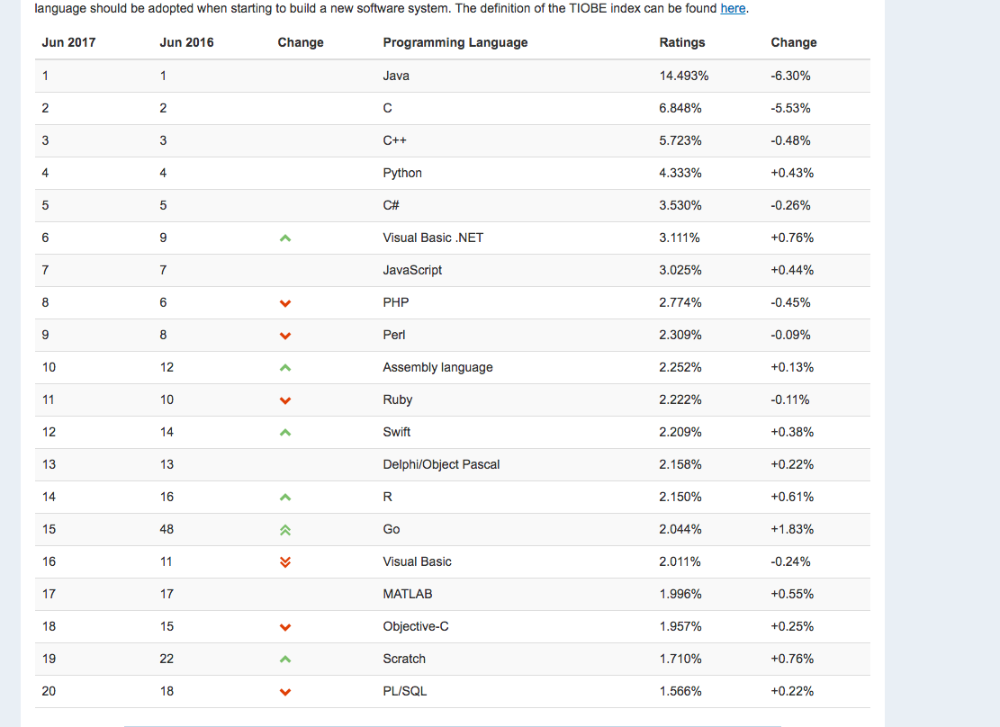 language should be adopted when starting to build a new software system. The definition of the TIOBE index can be found here.
Jun 2017 Jun 2016 Change Programming Language Ratings Change
1 1 Java 14.493% -6.30%
2 2 C 6.848% -5.53%
3 3 C++ 5.723% -0.48%
4 4 Python 4.333% +0.43%
5 5 C# 3.530% -0.26%
6 9 Visual Basic .NET 3.111% +0.76%
7 7 JavaScript 3.025% +0.44%
8 6 PHP 2.774% -0.45%
9 8 Perl 2.309% -0.09%
10 12 Assembly language 2.252% +0.13%
11 10 Ruby 2.222% -0.11%
12 14 Swift 2.209% +0.38%
13 13 Delphi/Object Pascal 2.158% +0.22%
14 16 R 2.150% +0.61%
15 48 Go 2.044% +1.83%
16 11 Visual Basic 2.011% -0.24%
17 17 MATLAB 1.996% +0.55%
18 15 Objective-C 1.957% +0.25%
19 22 Scratch 1.710% +0.76%
20 18 PL/SQL 1.566% +0.22%